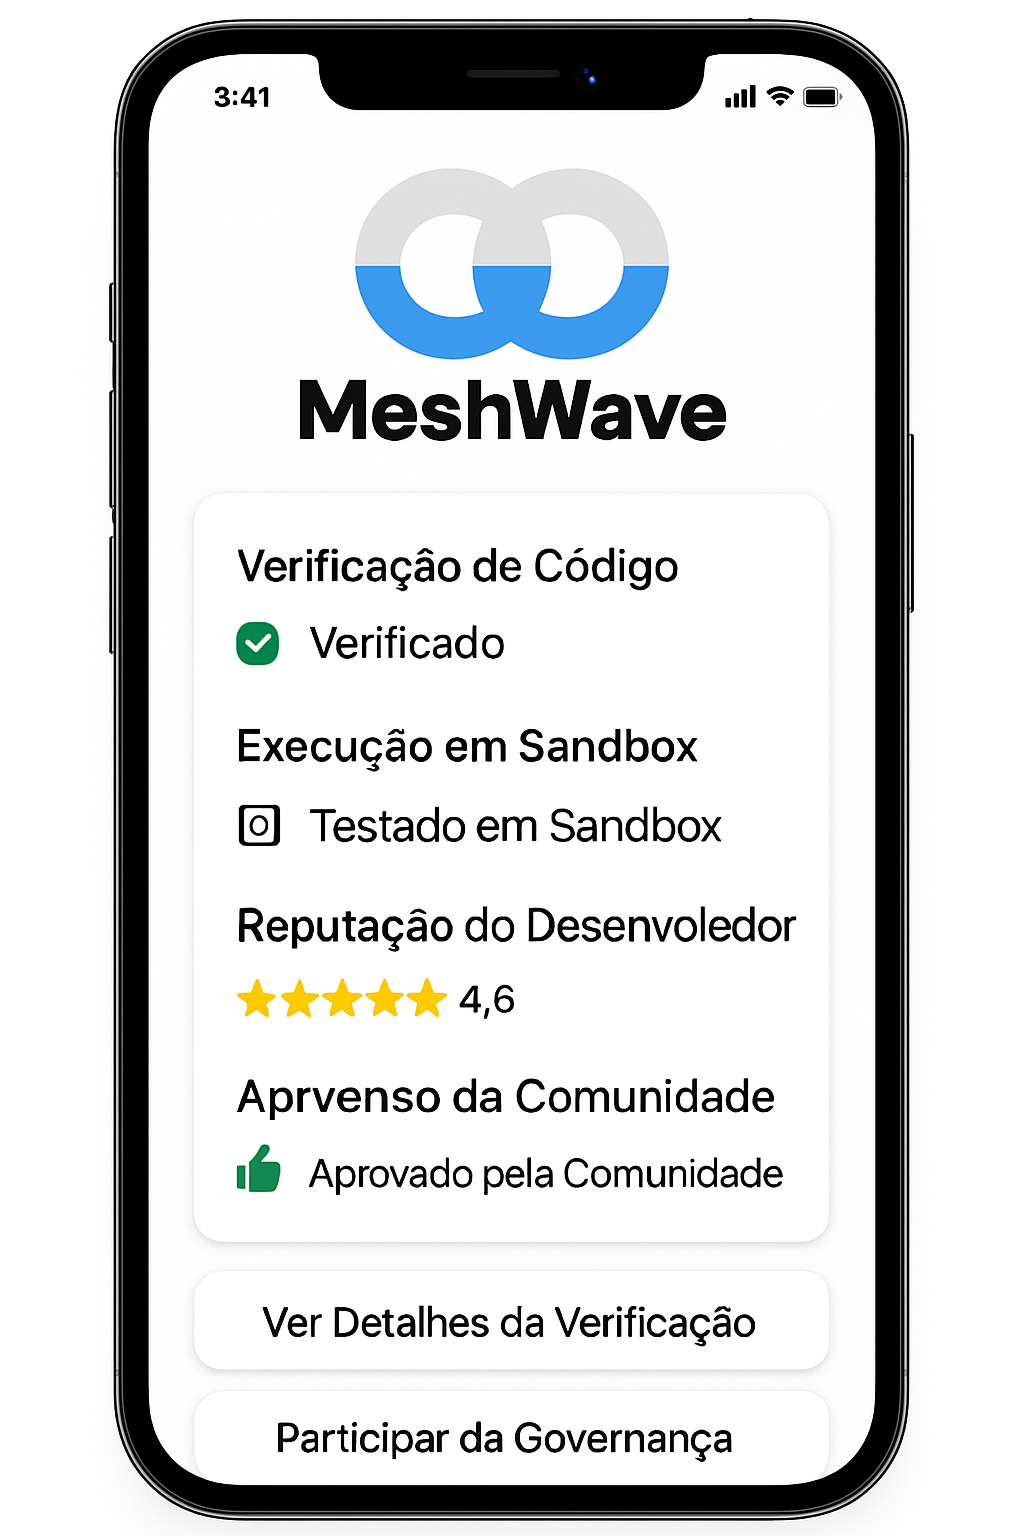 3:41
MeshWave
Verificaçâo de Código
Verificado
Execução em Sandbox
Testado em Sandbox
Reputaçâo do Desenvoledor
4,6
Aprvenso da Comunidade
Aprovado pela Comunidade
Ver Detalhes da Verificação
Participar da Governança